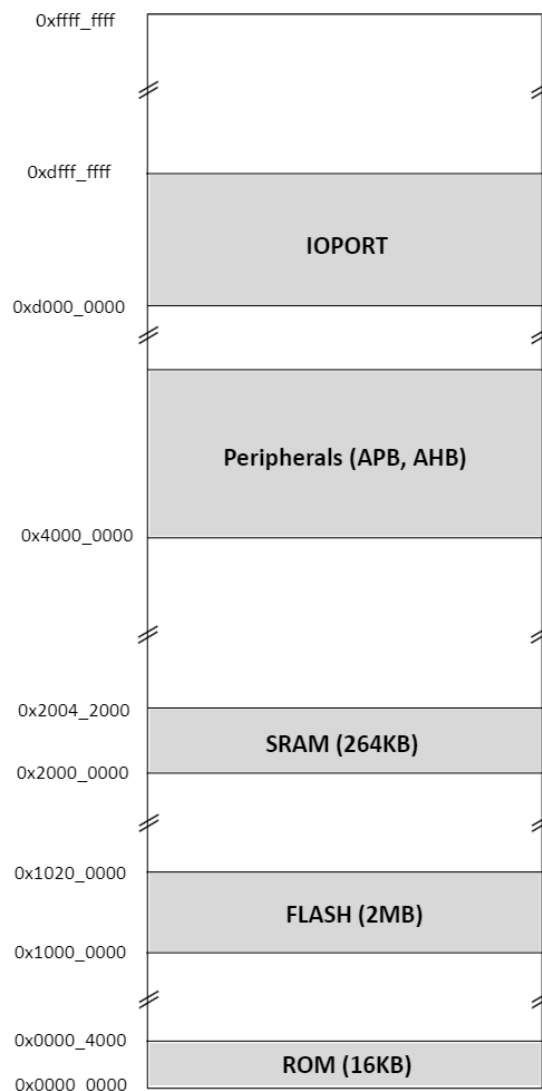 0xffff_ffff
0xdfff_ffff
IOPORT
0xd000_0000
Peripherals (APB, AHB)
0x4000_0000
0x2004_2000
SRAM (264KB)
0x2000_0000
0x1020_0000
FLASH (2MB)
0x1000_0000
0x0000_4000
ROM (16KB)
0x0000_0000